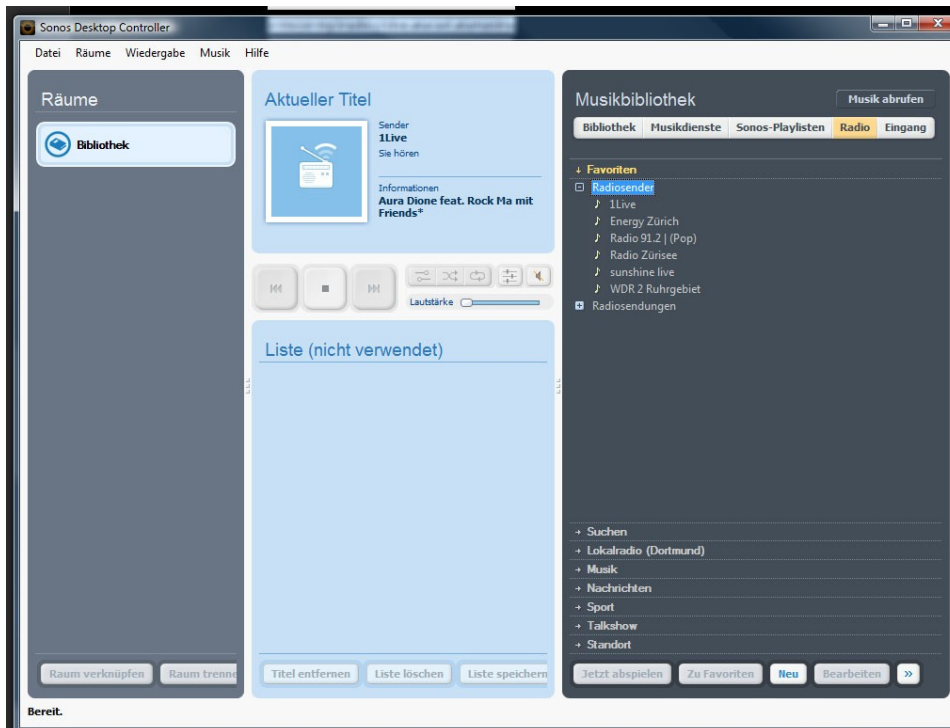 Sonos Desktop Controller
Datei Räume Wiedergabe Musik Hilfe
Räume
Bibliothek
Raum verknüpfen Raum trenne
Aktueller Titel
Sender
1Live
Sie hören
Informationen
Aura Dione feat. Rock Ma mit
Friends*
Lautstärke
Liste (nicht verwendet)
Titel entfernen Liste löschen Liste speichern
Musikbibliothek Musik abrufen
Bibliothek Musikdienste Sonos-Playlisten Radio Eingang
Favoriten
Radiosender
1Live
Energy Zürich
Radio 91.2 | (Pop)
Radio Zürisee
sunshine live
WDR 2 Ruhrgebiet
Radiosendungen
Suchen
Lokalradio (Dortmund)
Musik
Nachrichten
Sport
Talkshow
Standort
Jetzt abspielen Zu Favoriten Neu Bearbeiten »
Bereit.